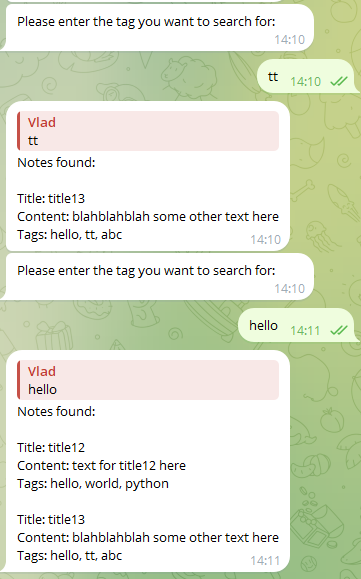 Please enter the tag you want to search for:
14:10
tt 14:10
Vlad
tt
Notes found:
Title: title13
Content: blahblahblah some other text here
Tags: hello, tt, abc
14:10
Please enter the tag you want to search for:
14:10
hello 14:11
Vlad
hello
Notes found:
Title: title12
Content: text for title12 here
Tags: hello, world, python
Title: title13
Content: blahblahblah some other text here
Tags: hello, tt, abc
14:11